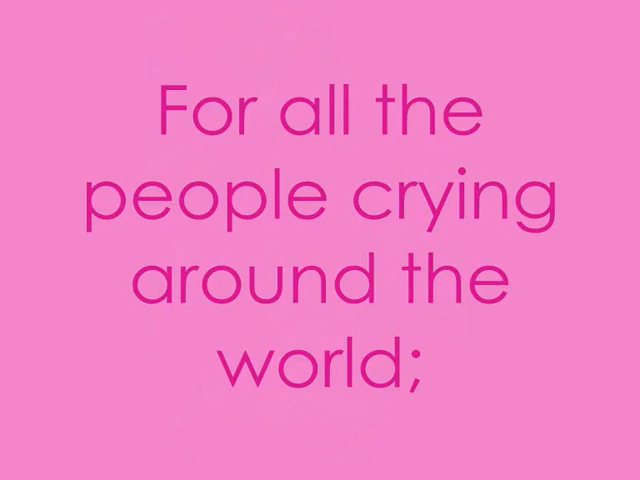 For all the
people crying
around the
world;